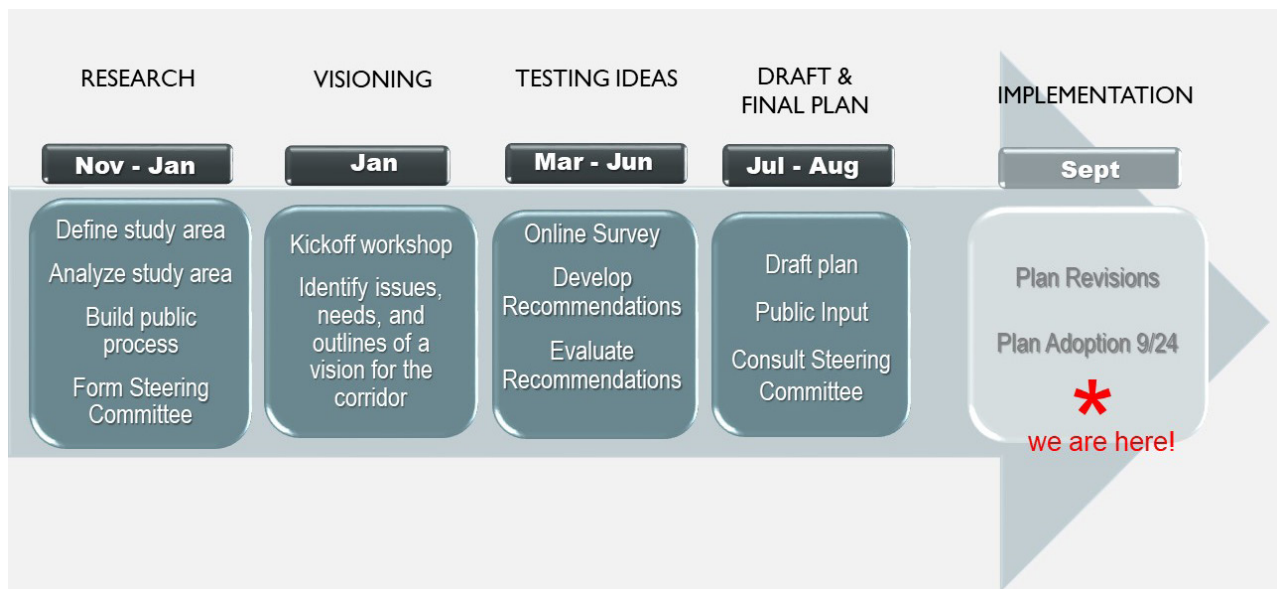 RESEARCH
Nov - Jan
Define study area
Analyze study area
Build public
process
Form Steering
Committee
VISIONING
Jan
Kickoff workshop
Identify issues,
needs, and
outlines of a
vision for the
corridor
TESTING IDEAS
Mar - Jun
Online Survey
Develop
Recommendations
Evaluate
Recommendations
DRAFT &
FINAL PLAN
Jul - Aug
Draft plan
Public Input
Consult Steering
Committee
IMPLEMENTATION
Sept
Plan Revisions
Plan Adoption 9/24
*
we are here!